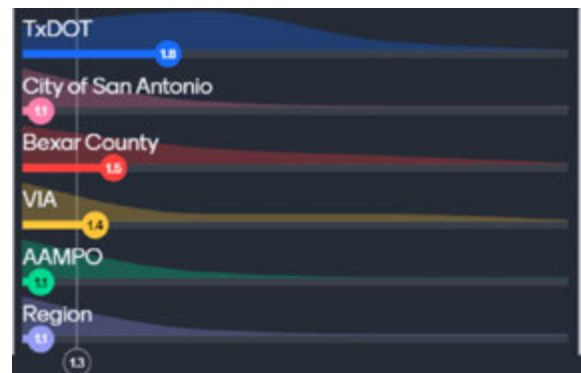 TxDOT
1.8
City of San Antonio
1.1
Bexar County
1.5
VIA
1.4
AAMPO
1.1
Region
1.1
1.3